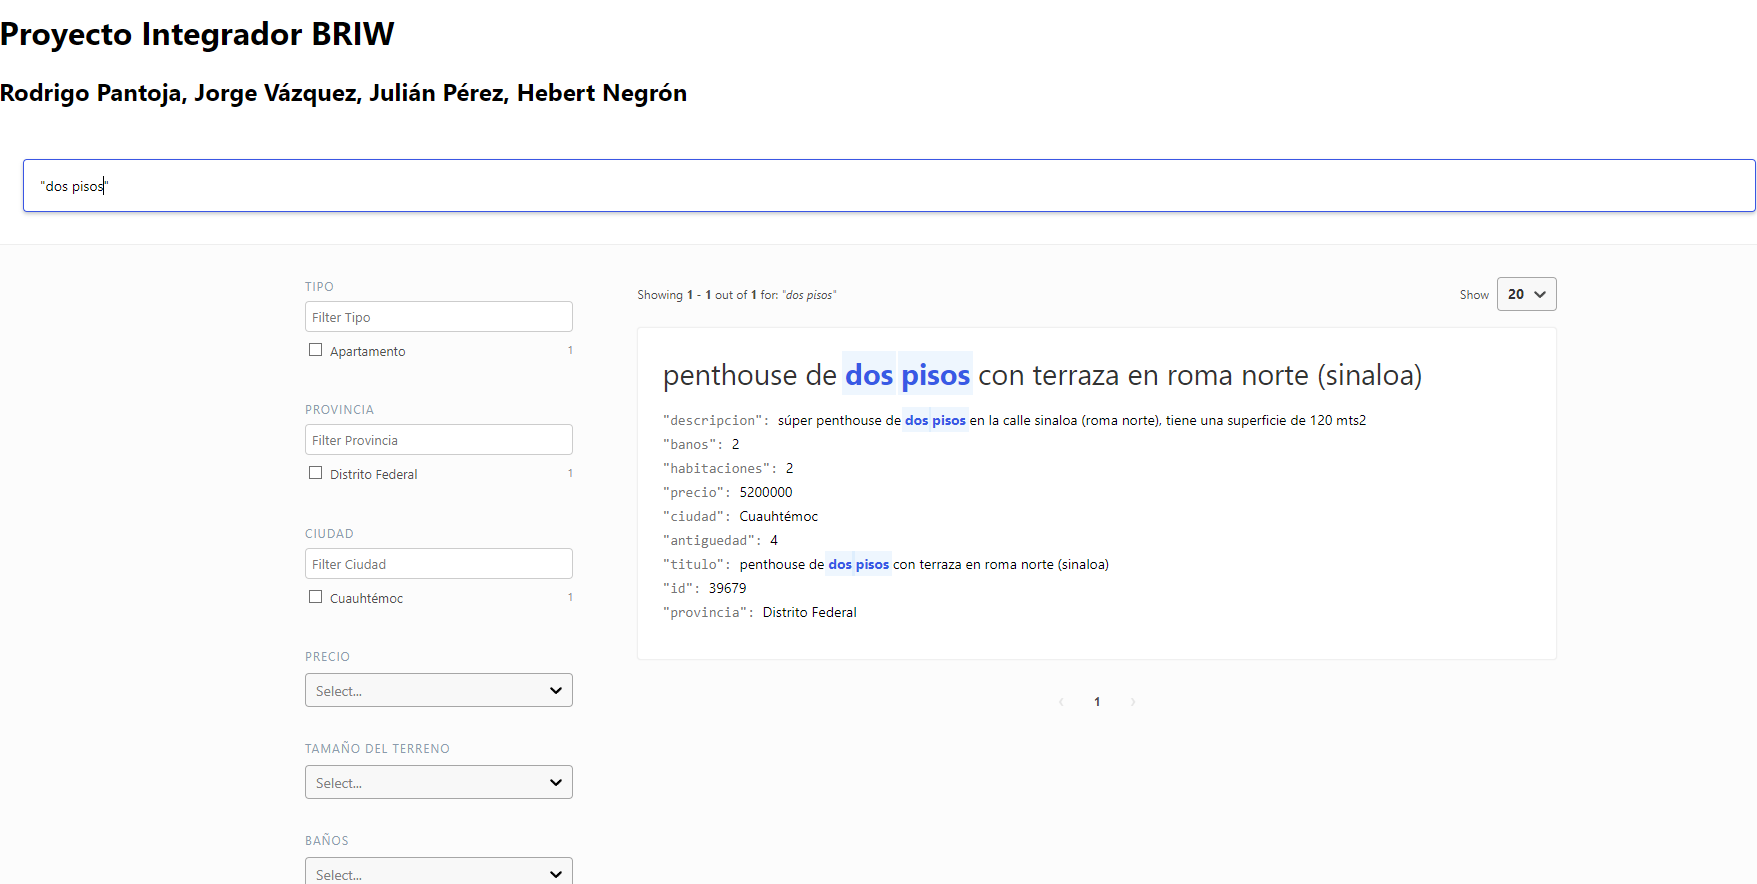 Proyecto Integrador BRIW
Rodrigo Pantoja, Jorge Vázquez, Julián Pérez, Hebert Negrón
"dos pisos"
TIPO
Filter Tipo
Apartamento 1
PROVINCIA
Filter Provincia
Distrito Federal 1
CIUDAD
Filter Ciudad
Cuauhtémoc 1
PRECIO
Select...
TAMAÑO DEL TERRENO
Select...
BAÑOS
Select...
Showing 1 - 1 out of 1 for: "dos pisos"
Show 20
penthouse de dos pisos con terraza en roma norte (sinaloa)
"descripcion": súper penthouse de dos pisos en la calle sinaloa (roma norte), tiene una superficie de 120 mts2
"banos": 2
"habitaciones": 2
"precio": 5200000
"ciudad": Cuauhtémoc
"antiguedad": 4
"titulo": penthouse de dos pisos con terraza en roma norte (sinaloa)
"id": 39679
"provincia": Distrito Federal
‹ 1 ›